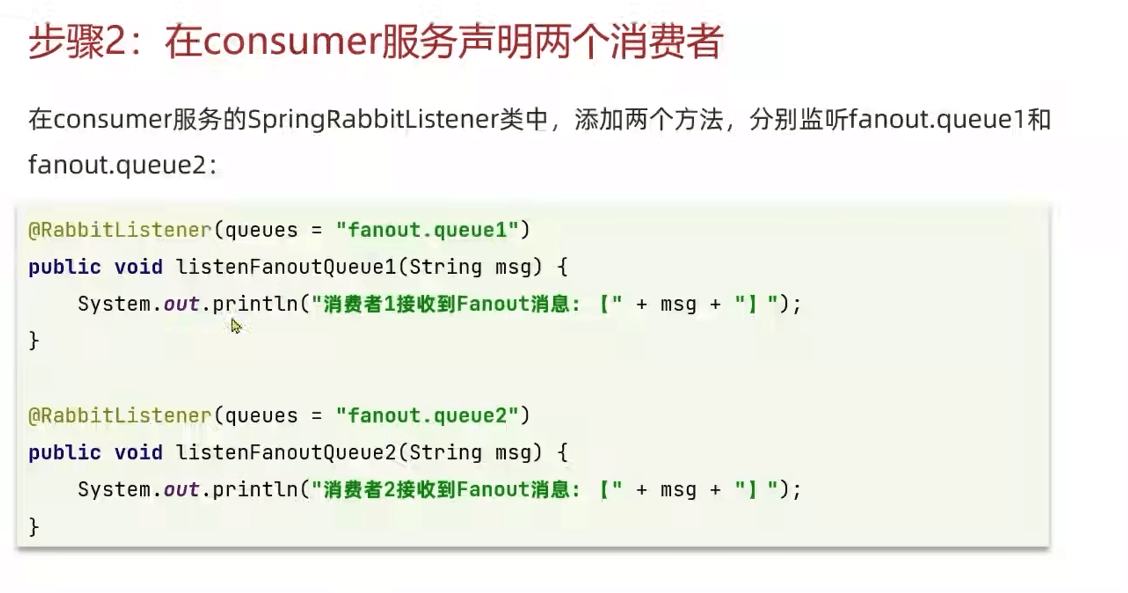 步骤2：在consumer服务声明两个消费者
在consumer服务的SpringRabbitListener类中，添加两个方法，分别监听fanout.queue1和
fanout.queue2：
@RabbitListener(queues = "fanout.queue1")
public void listenFanoutQueue1(String msg) {
    System.out.println("消费者1接收到Fanout消息：【" + msg + "】");
}
@RabbitListener(queues = "fanout.queue2")
public void listenFanoutQueue2(String msg) {
    System.out.println("消费者2接收到Fanout消息：【" + msg + "】");
}